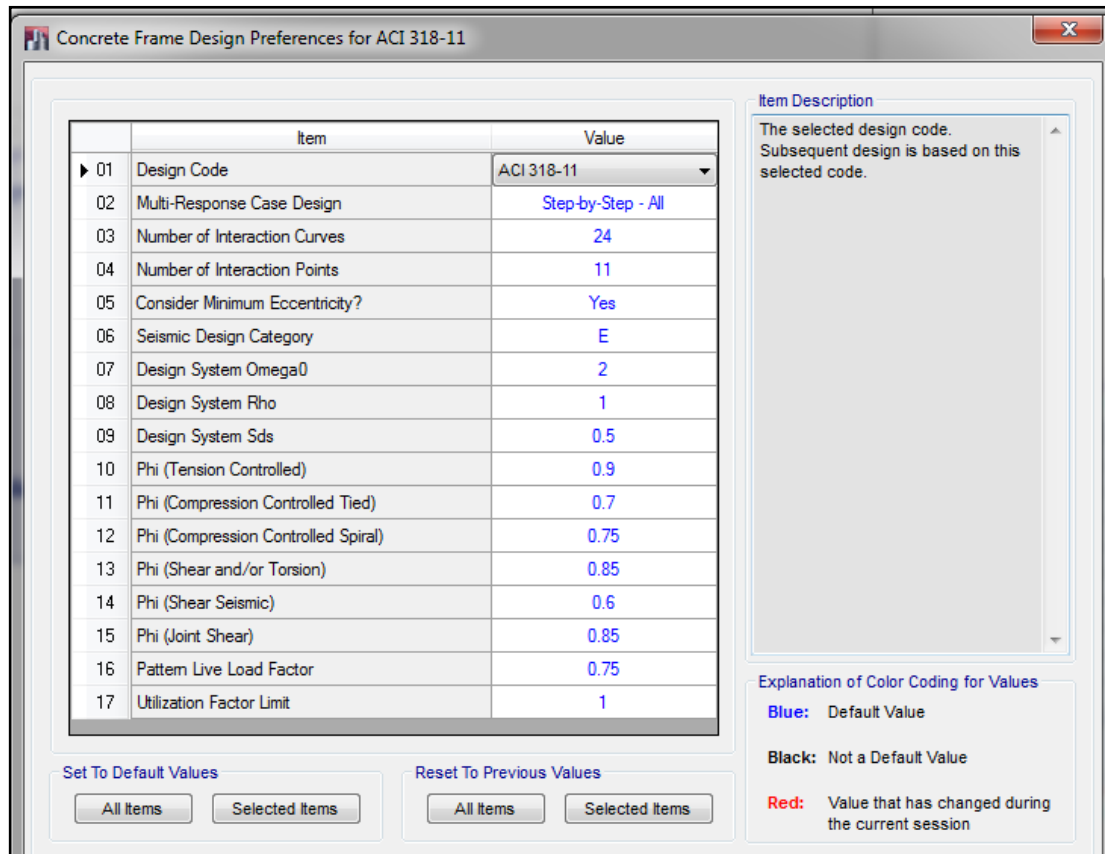 Concrete Frame Design Preferences for ACI 318-11
Item Value
01 Design Code ACI 318-11
02 Multi-Response Case Design Step-by-Step - All
03 Number of Interaction Curves 24
04 Number of Interaction Points 11
05 Consider Minimum Eccentricity? Yes
06 Seismic Design Category E
07 Design System Omega0 2
08 Design System Rho 1
09 Design System Sds 0.5
10 Phi (Tension Controlled) 0.9
11 Phi (Compression Controlled Tied) 0.7
12 Phi (Compression Controlled Spiral) 0.75
13 Phi (Shear and/or Torsion) 0.85
14 Phi (Shear Seismic) 0.6
15 Phi (Joint Shear) 0.85
16 Pattern Live Load Factor 0.75
17 Utilization Factor Limit 1
Set To Default Values
All Items Selected Items
Reset To Previous Values
All Items Selected Items
Item Description
The selected design code.
Subsequent design is based on this
selected code.
Explanation of Color Coding for Values
Blue: Default Value
Black: Not a Default Value
Red: Value that has changed during
the current session